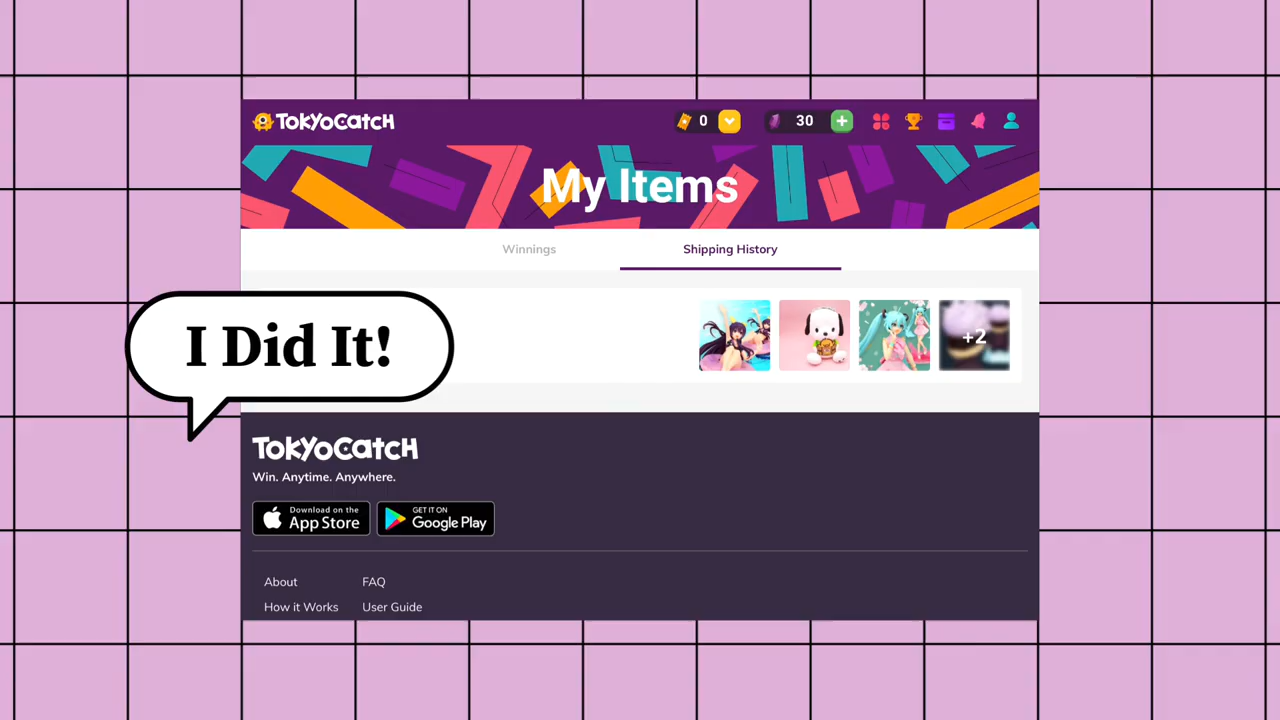 TOKYOCATCH
0
30
My Items
Winnings
Shipping History
+2
I Did It!
TOKYOCATCH
Win. Anytime. Anywhere.
Download on the
App Store
GET IT ON
Google Play
About
FAQ
How it Works
User Guide